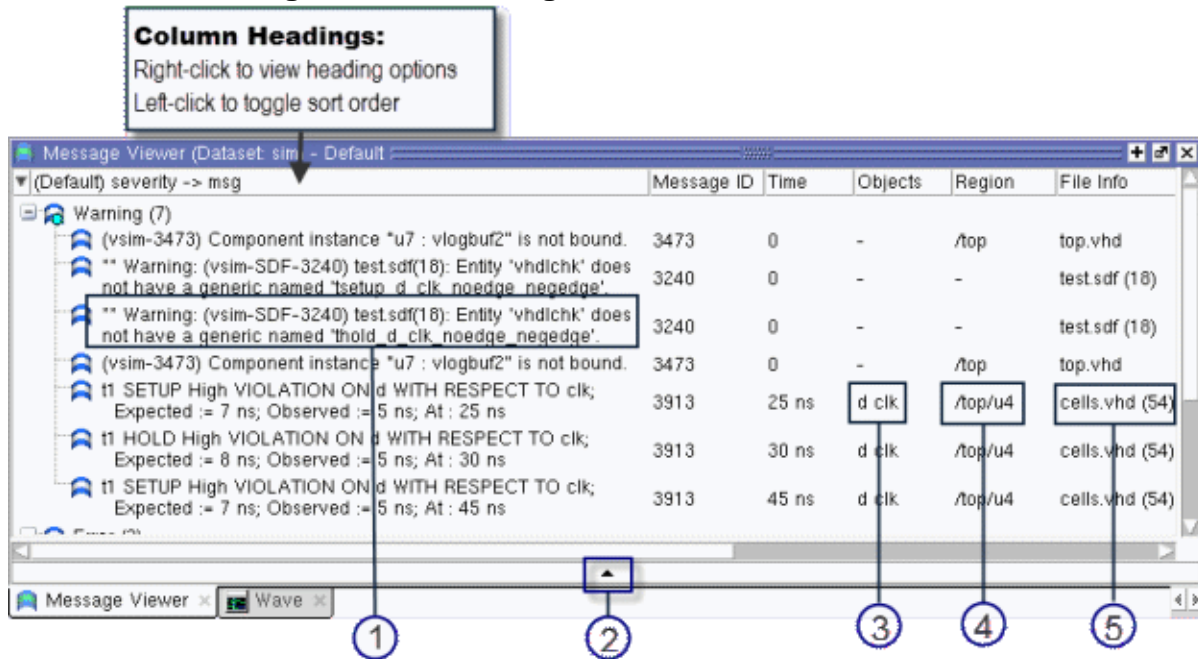 Column Headings:
Right-click to view heading options
Left-click to toggle sort order
Message Viewer (Dataset: sim) - Default
(Default) severity -> msg Message ID Time Objects Region File Info
Warning (7)
(vsim-3473) Component instance "u7 : vlogbuf2" is not bound. 3473 0 - /top top.vhd
** Warning: (vsim-SDF-3240) test.sdf(18): Entity 'vhdlchk' does
not have a generic named 'tsetup_d_clk_noedge_negedge'. 3240 0 - - test.sdf (18)
** Warning: (vsim-SDF-3240) test.sdf(18): Entity 'vhdlchk' does
not have a generic named 'thold_d_clk_noedge_negedge'. 3240 0 - - test.sdf (18)
(vsim-3473) Component instance "u7 : vlogbuf2" is not bound. 3473 0 - /top top.vhd
t1 SETUP High VIOLATION ON d WITH RESPECT TO clk;
Expected := 7 ns; Observed := 5 ns; At : 25 ns 3913 25 ns d clk /top/u4 cells.vhd (54)
t1 HOLD High VIOLATION ON d WITH RESPECT TO clk;
Expected := 8 ns; Observed := 5 ns; At : 30 ns 3913 30 ns d clk /top/u4 cells.vhd (54)
t1 SETUP High VIOLATION ON d WITH RESPECT TO clk;
Expected := 7 ns; Observed := 5 ns; At : 45 ns 3913 45 ns d clk /top/u4 cells.vhd (54)
Message Viewer Wave
1 2 3 4 5